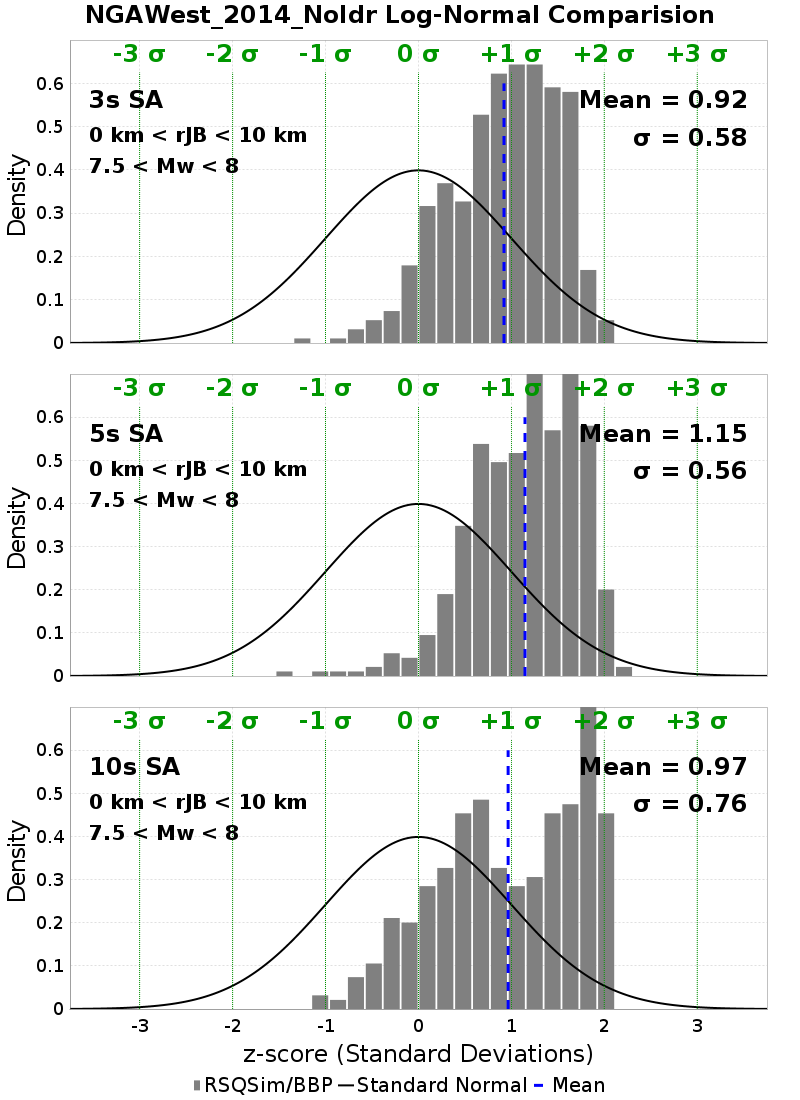 NGAWest_2014_NoIdr Log-Normal Comparision
-3 σ -2 σ -1 σ 0 σ +1 σ +2 σ +3 σ
3s SA
Mean = 0.92
0 km < rJB < 10 km
σ = 0.58
7.5 < Mw < 8
Density
0.6
0.5
0.4
0.3
0.2
0.1
0
-3 σ -2 σ -1 σ 0 σ +1 σ +2 σ +3 σ
5s SA
Mean = 1.15
0 km < rJB < 10 km
σ = 0.56
7.5 < Mw < 8
Density
0.6
0.5
0.4
0.3
0.2
0.1
0
-3 σ -2 σ -1 σ 0 σ +1 σ +2 σ +3 σ
10s SA
Mean = 0.97
0 km < rJB < 10 km
σ = 0.76
7.5 < Mw < 8
Density
0.6
0.5
0.4
0.3
0.2
0.1
0
-3 -2 -1 0 1 2 3
z-score (Standard Deviations)
RSQSim/BBP Standard Normal Mean